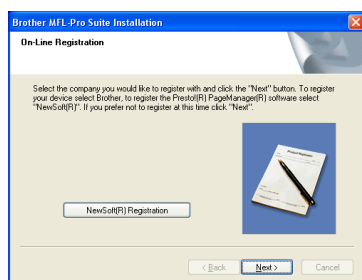 Brother MFL-Pro Suite Installation
On-Line Registration
Select the company you would like to register with and click the "Next" button. To register
your device select Brother, to register the Presto!(R) PageManager(R) software select
"NewSoft(R)". If you prefer not to register at this time click "Next".
NewSoft(R) Registration
< Back
Next >
Cancel